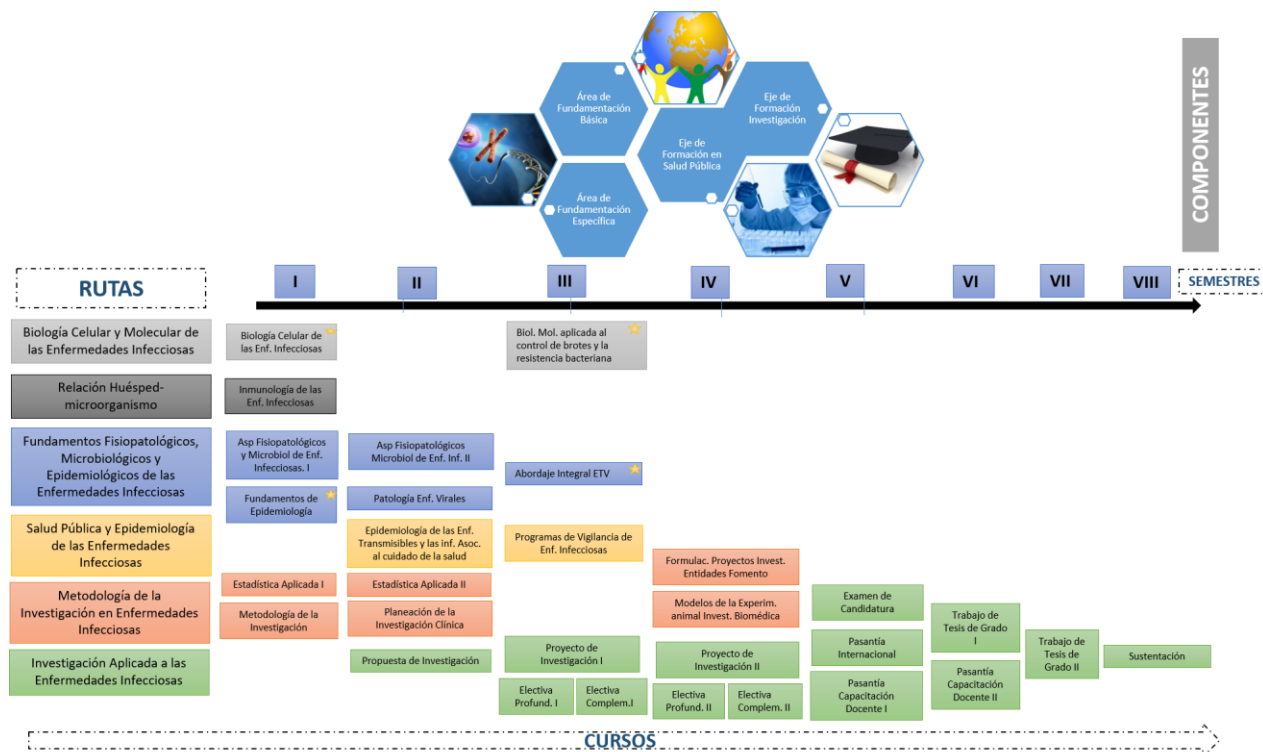 Área de
Fundamentación
Básica
Eje de
Formación
Investigación
Eje de
Formación en
Salud Pública
Área de
Fundamentación
Específica
COMPONENTES
RUTAS
I
II
III
IV
V
VI
VII
VIII
SEMESTRES
Biología Celular y Molecular de
las Enfermedades Infecciosas
Biología Celular de
las Enf. Infecciosas
Biol. Mol. aplicada al
control de brotes y la
resistencia bacteriana
Relación Huésped-
microorganismo
Inmunología de las
Enf. Infecciosas
Fundamentos Fisiopatológicos,
Microbiológicos y
Epidemiológicos de las
Enfermedades Infecciosas
Asp Fisiopatológicos
y Microbiol de Enf.
Infecciosas. I
Asp Fisiopatológicos
Microbiol de Enf. Inf. II
Abordaje Integral ETV
Fundamentos de
Epidemiología
Patología Enf. Virales
Salud Pública y Epidemiología
de las Enfermedades
Infecciosas
Epidemiología de las Enf.
Transmisibles y las inf. Asoc.
al cuidado de la salud
Programas de Vigilancia de
Enf. Infecciosas
Formulac. Proyectos Invest.
Entidades Fomento
Metodología de la
Investigación en Enfermedades
Infecciosas
Estadística Aplicada I
Estadística Aplicada II
Metodología de la
Investigación
Planeación de la
Investigación Clínica
Modelos de la Experim.
animal Invest. Biomédica
Examen de
Candidatura
Trabajo de
Tesis de Grado
I
Investigación Aplicada a las
Enfermedades Infecciosas
Propuesta de Investigación
Proyecto de
Investigación I
Proyecto de
Investigación II
Pasantía
Internacional
Trabajo de
Tesis de
Grado II
Sustentación
Electiva
Profund. I
Electiva
Complem.I
Electiva
Profund. II
Electiva
Complem. II
Pasantía
Capacitación
Docente I
Pasantía
Capacitación
Docente II
CURSOS